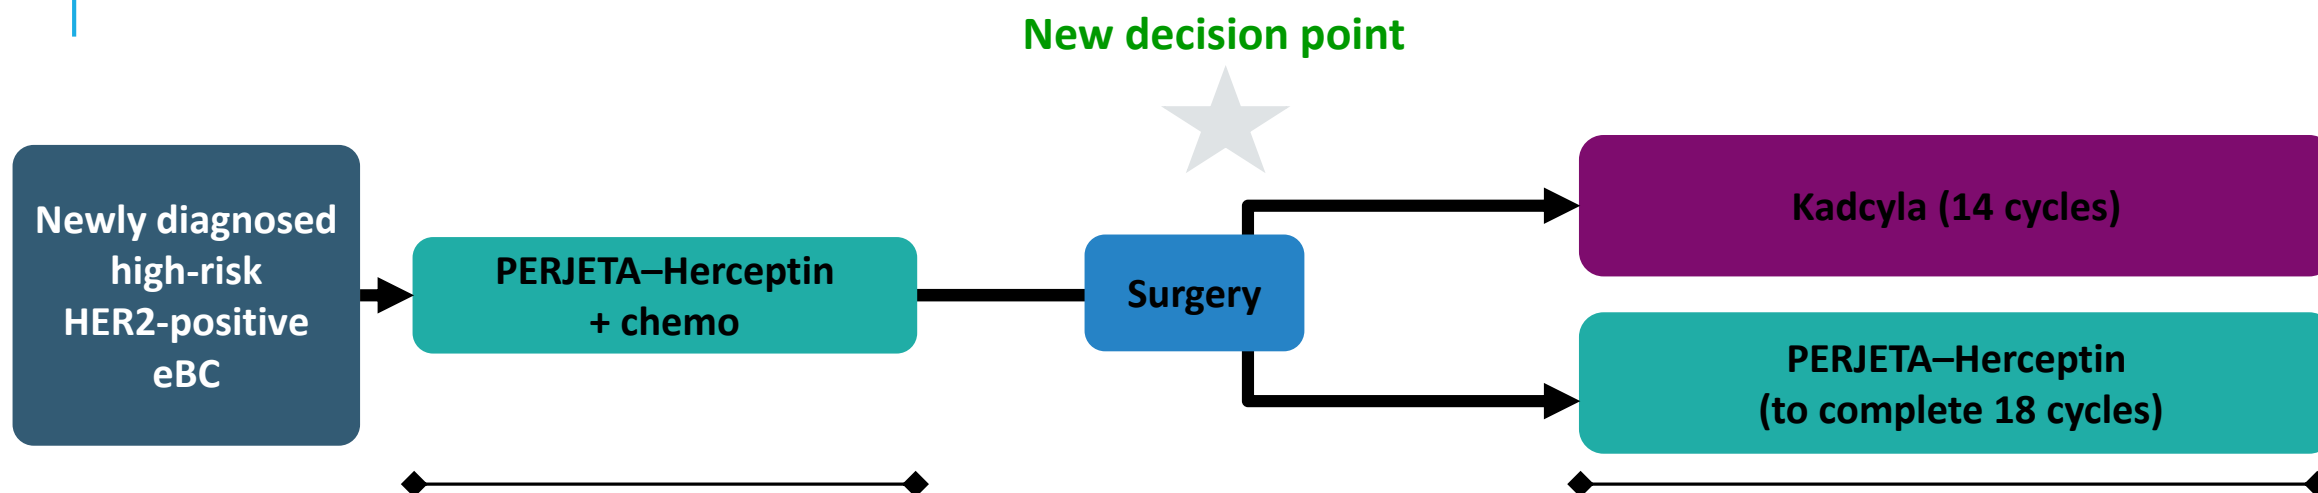 New decision point
Newly diagnosed
high-risk
HER2-positive
eBC
PERJETA–Herceptin
+ chemo
Surgery
Kadcyla (14 cycles)
PERJETA–Herceptin
(to complete 18 cycles)